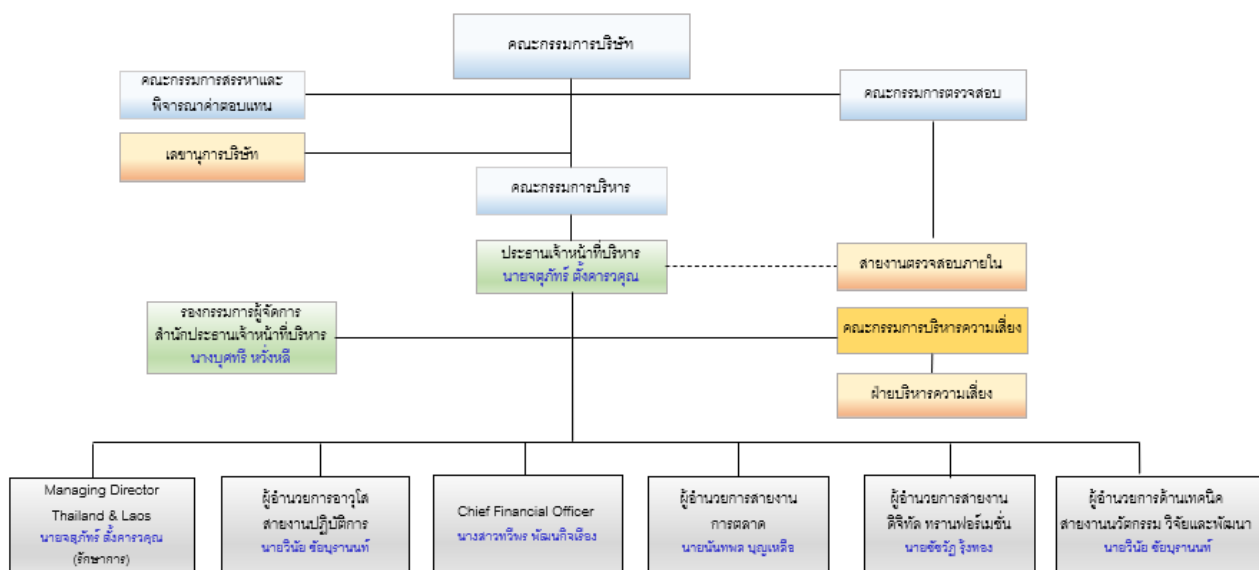 คณะกรรมการบริษัท
คณะกรรมการสรรหาและ
พิจารณาค่าตอบแทน
คณะกรรมการตรวจสอบ
เลขานุการบริษัท
คณะกรรมการบริหาร
ประธานเจ้าหน้าที่บริหาร
นายจตุภัทร์ ตั้งคารวคุณ
สายงานตรวจสอบภายใน
รองกรรมการผู้จัดการ
สำนักประธานเจ้าหน้าที่บริหาร
นางบุศทรี หวั่งหลี
คณะกรรมการบริหารความเสี่ยง
ฝ่ายบริหารความเสี่ยง
Managing Director
Thailand & Laos
นายจตุภัทร์ ตั้งคารวคุณ
(รักษาการ)
ผู้อำนวยการอาวุโส
สายงานปฏิบัติการ
นายวินัย ชัยบุรานนท์
Chief Financial Officer
นางสาวทวีพร พัฒนกิจเรือง
ผู้อำนวยการสายงาน
การตลาด
นายนันทพล บุญเหลือ
ผู้อำนวยการสายงาน
ดิจิทัล ทรานฟอร์เมชั่น
นายชัชวัฏ รุ้งทอง
ผู้อำนวยการด้านเทคนิค
สายงานนวัตกรรม วิจัยและพัฒนา
นายวินัย ชัยบุรานนท์